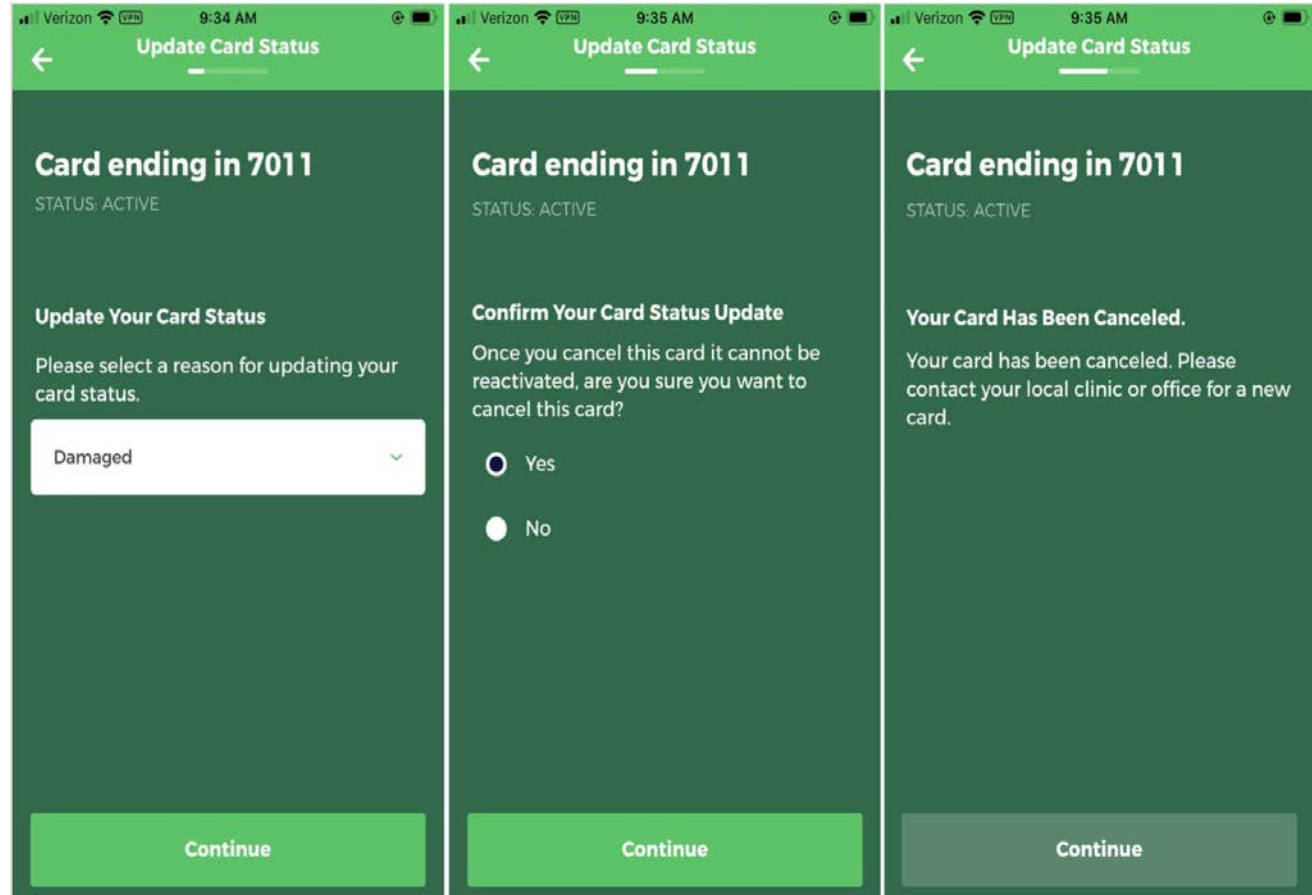 Verizon VPN 9:34 AM
Update Card Status
Card ending in 7011
STATUS: ACTIVE
Update Your Card Status
Please select a reason for updating your
card status.
Damaged
Continue
Verizon VPN 9:35 AM
Update Card Status
Card ending in 7011
STATUS: ACTIVE
Confirm Your Card Status Update
Once you cancel this card it cannot be
reactivated, are you sure you want to
cancel this card?
Yes
No
Continue
Verizon VPN 9:35 AM
Update Card Status
Card ending in 7011
STATUS: ACTIVE
Your Card Has Been Canceled.
Your card has been canceled. Please
contact your local clinic or office for a new
card.
Continue